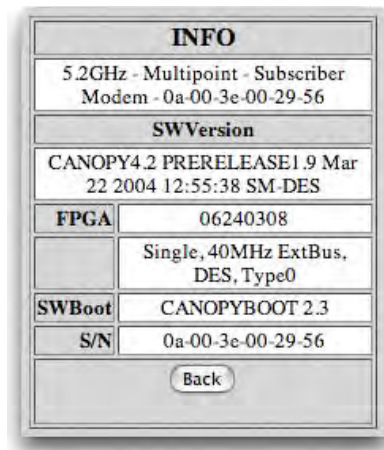 INFO
5.2GHz - Multipoint - Subscriber
Modem - 0a-00-3e-00-29-56
SWVersion
CANOPY4.2 PRERELEASE1.9 Mar
22 2004 12:55:38 SM-DES
FPGA 06240308
Single, 40MHz ExtBus,
DES, Type0
SWBoot CANOPYBOOT 2.3
S/N 0a-00-3e-00-29-56
Back